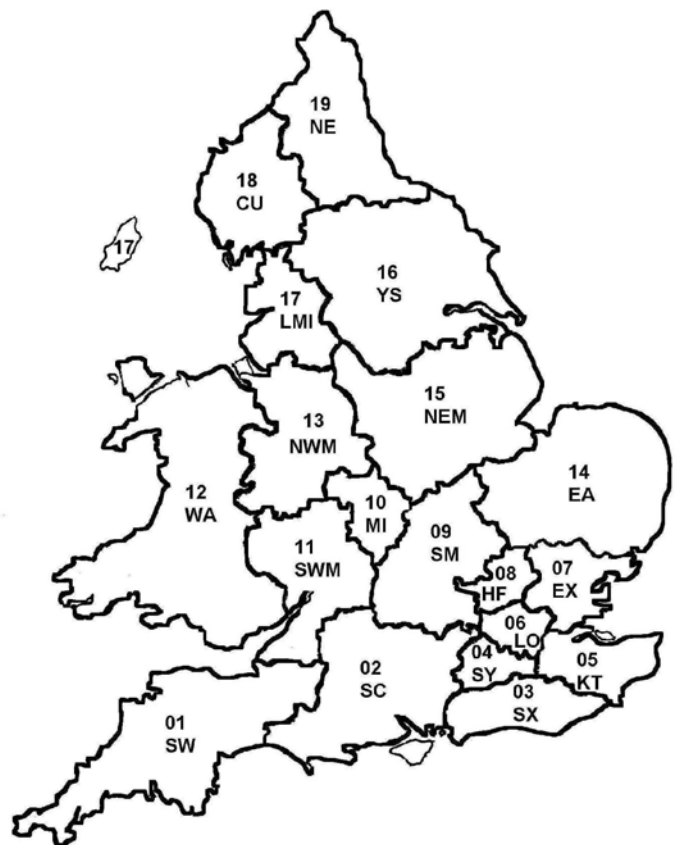 19
NE
18
CU
17
16
YS
17
LMI
15
NEM
13
NWM
14
EA
12
WA
10
MI
09
SM
11
SWM
08
HF
07
EX
06
LO
04
SY
05
KT
02
SC
03
SX
01
SW